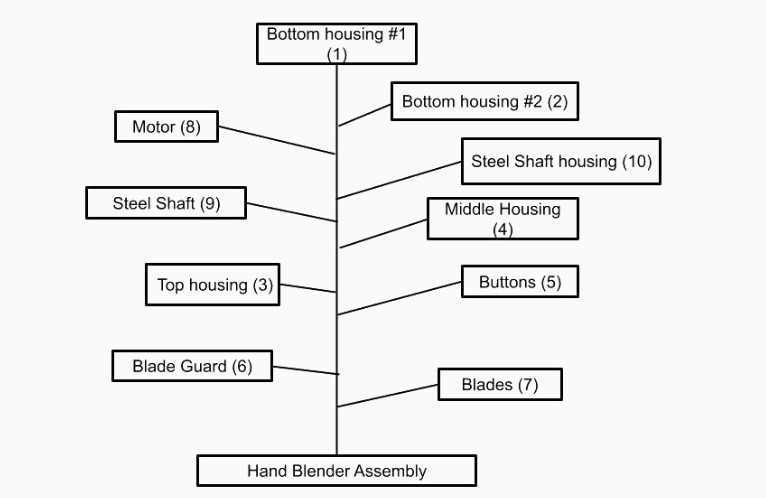 Bottom housing #1
(1)
Bottom housing #2 (2)
Motor (8)
Steel Shaft housing (10)
Steel Shaft (9)
Middle Housing
(4)
Top housing (3)
Buttons (5)
Blade Guard (6)
Blades (7)
Hand Blender Assembly